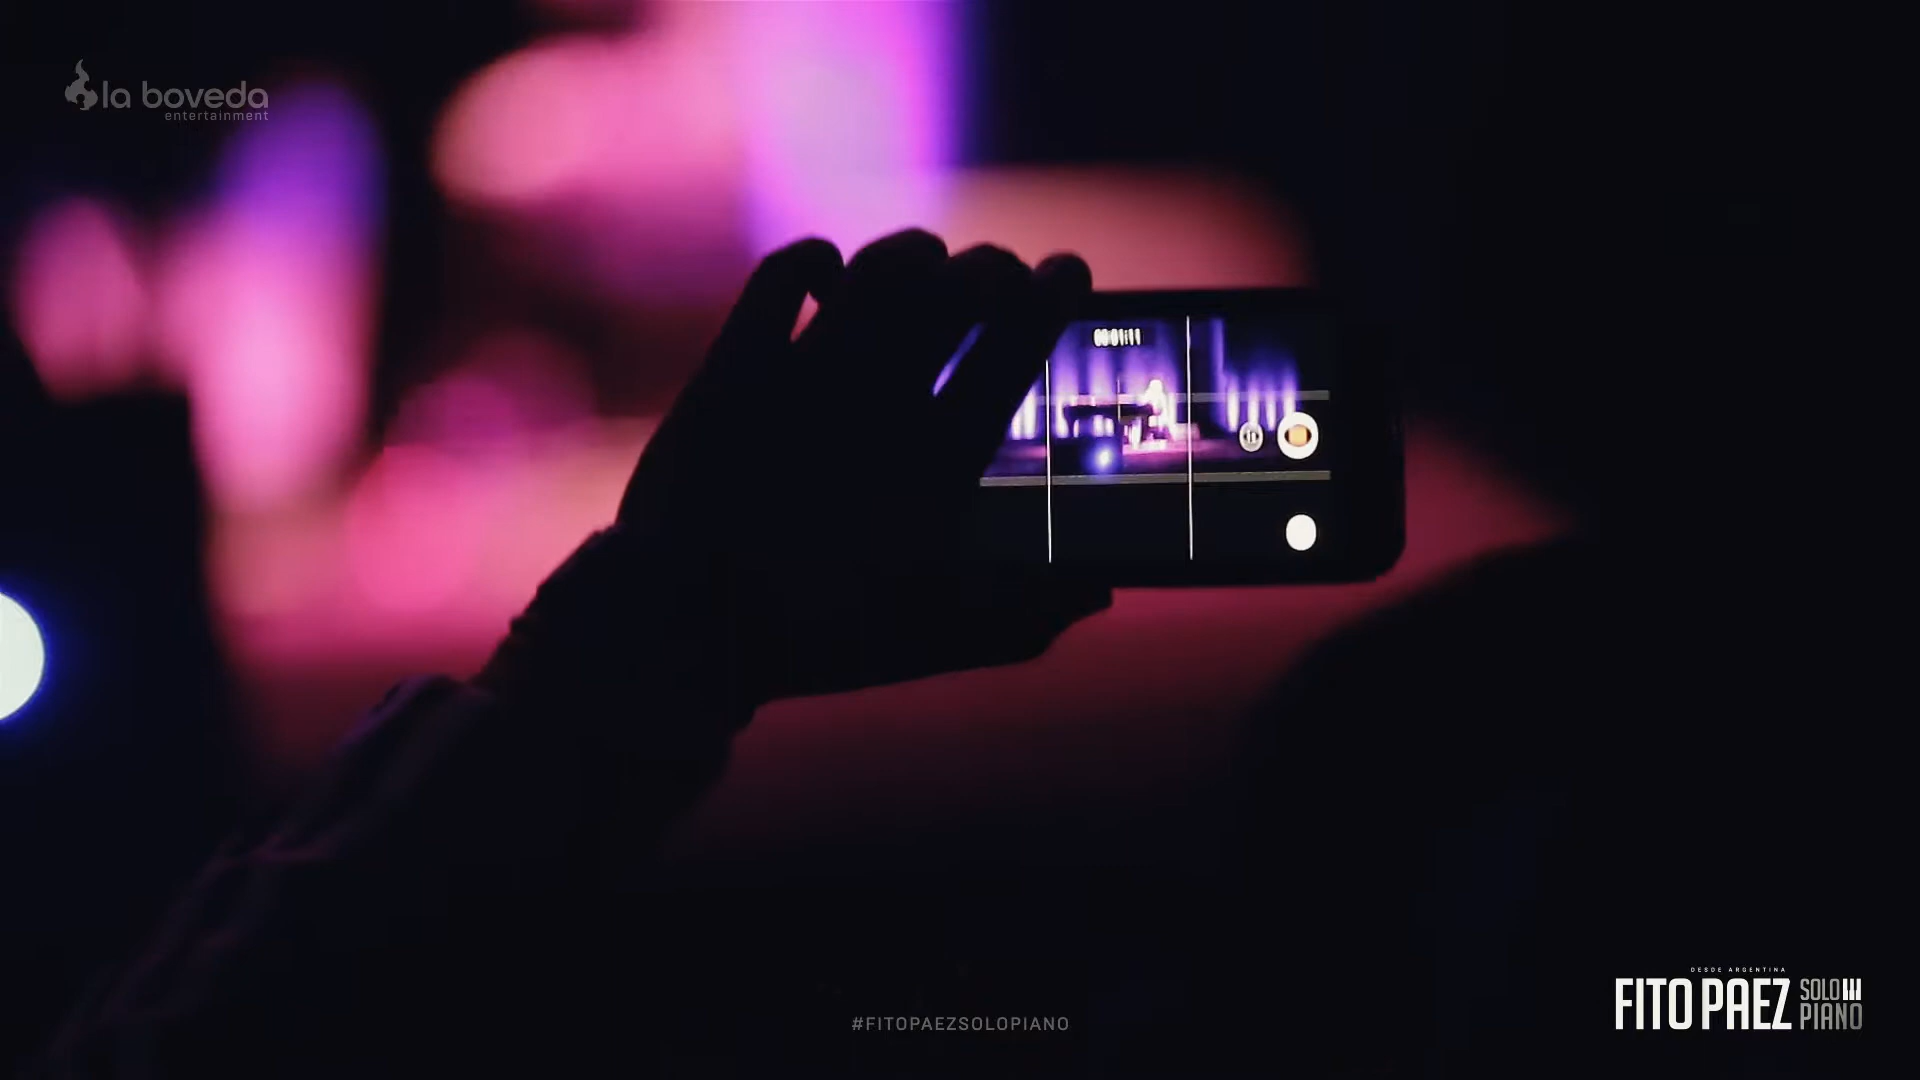 la boveda
entertainment
DESDE ARGENTINA
FITO PAEZ SOLO
PIANO
#FITOPAEZSOLOPIANO